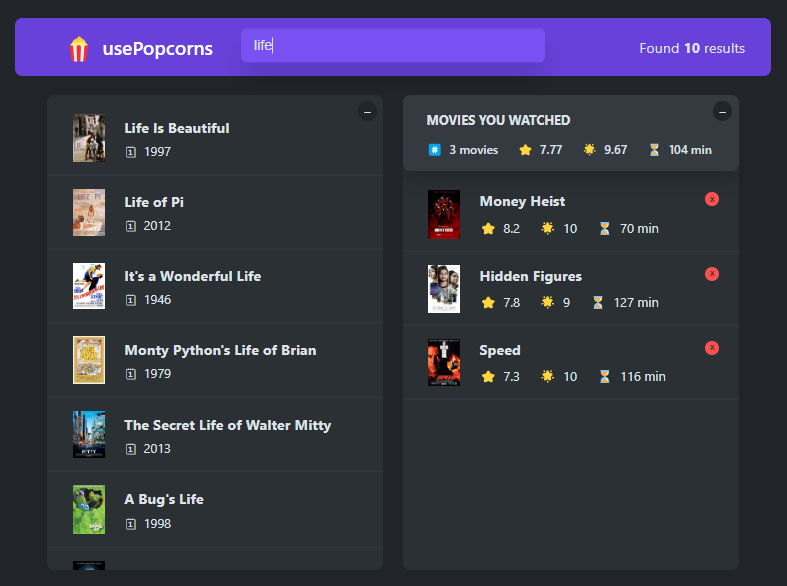 usePopcorns
life
Found 10 results
Life Is Beautiful
1997
Life of Pi
2012
It's a Wonderful Life
1946
Monty Python's Life of Brian
1979
The Secret Life of Walter Mitty
2013
A Bug's Life
1998
–
MOVIES YOU WATCHED
# 3 movies 7.77 9.67 104 min
–
Money Heist
8.2 10 70 min
X
Hidden Figures
7.8 9 127 min
X
Speed
7.3 10 116 min
X